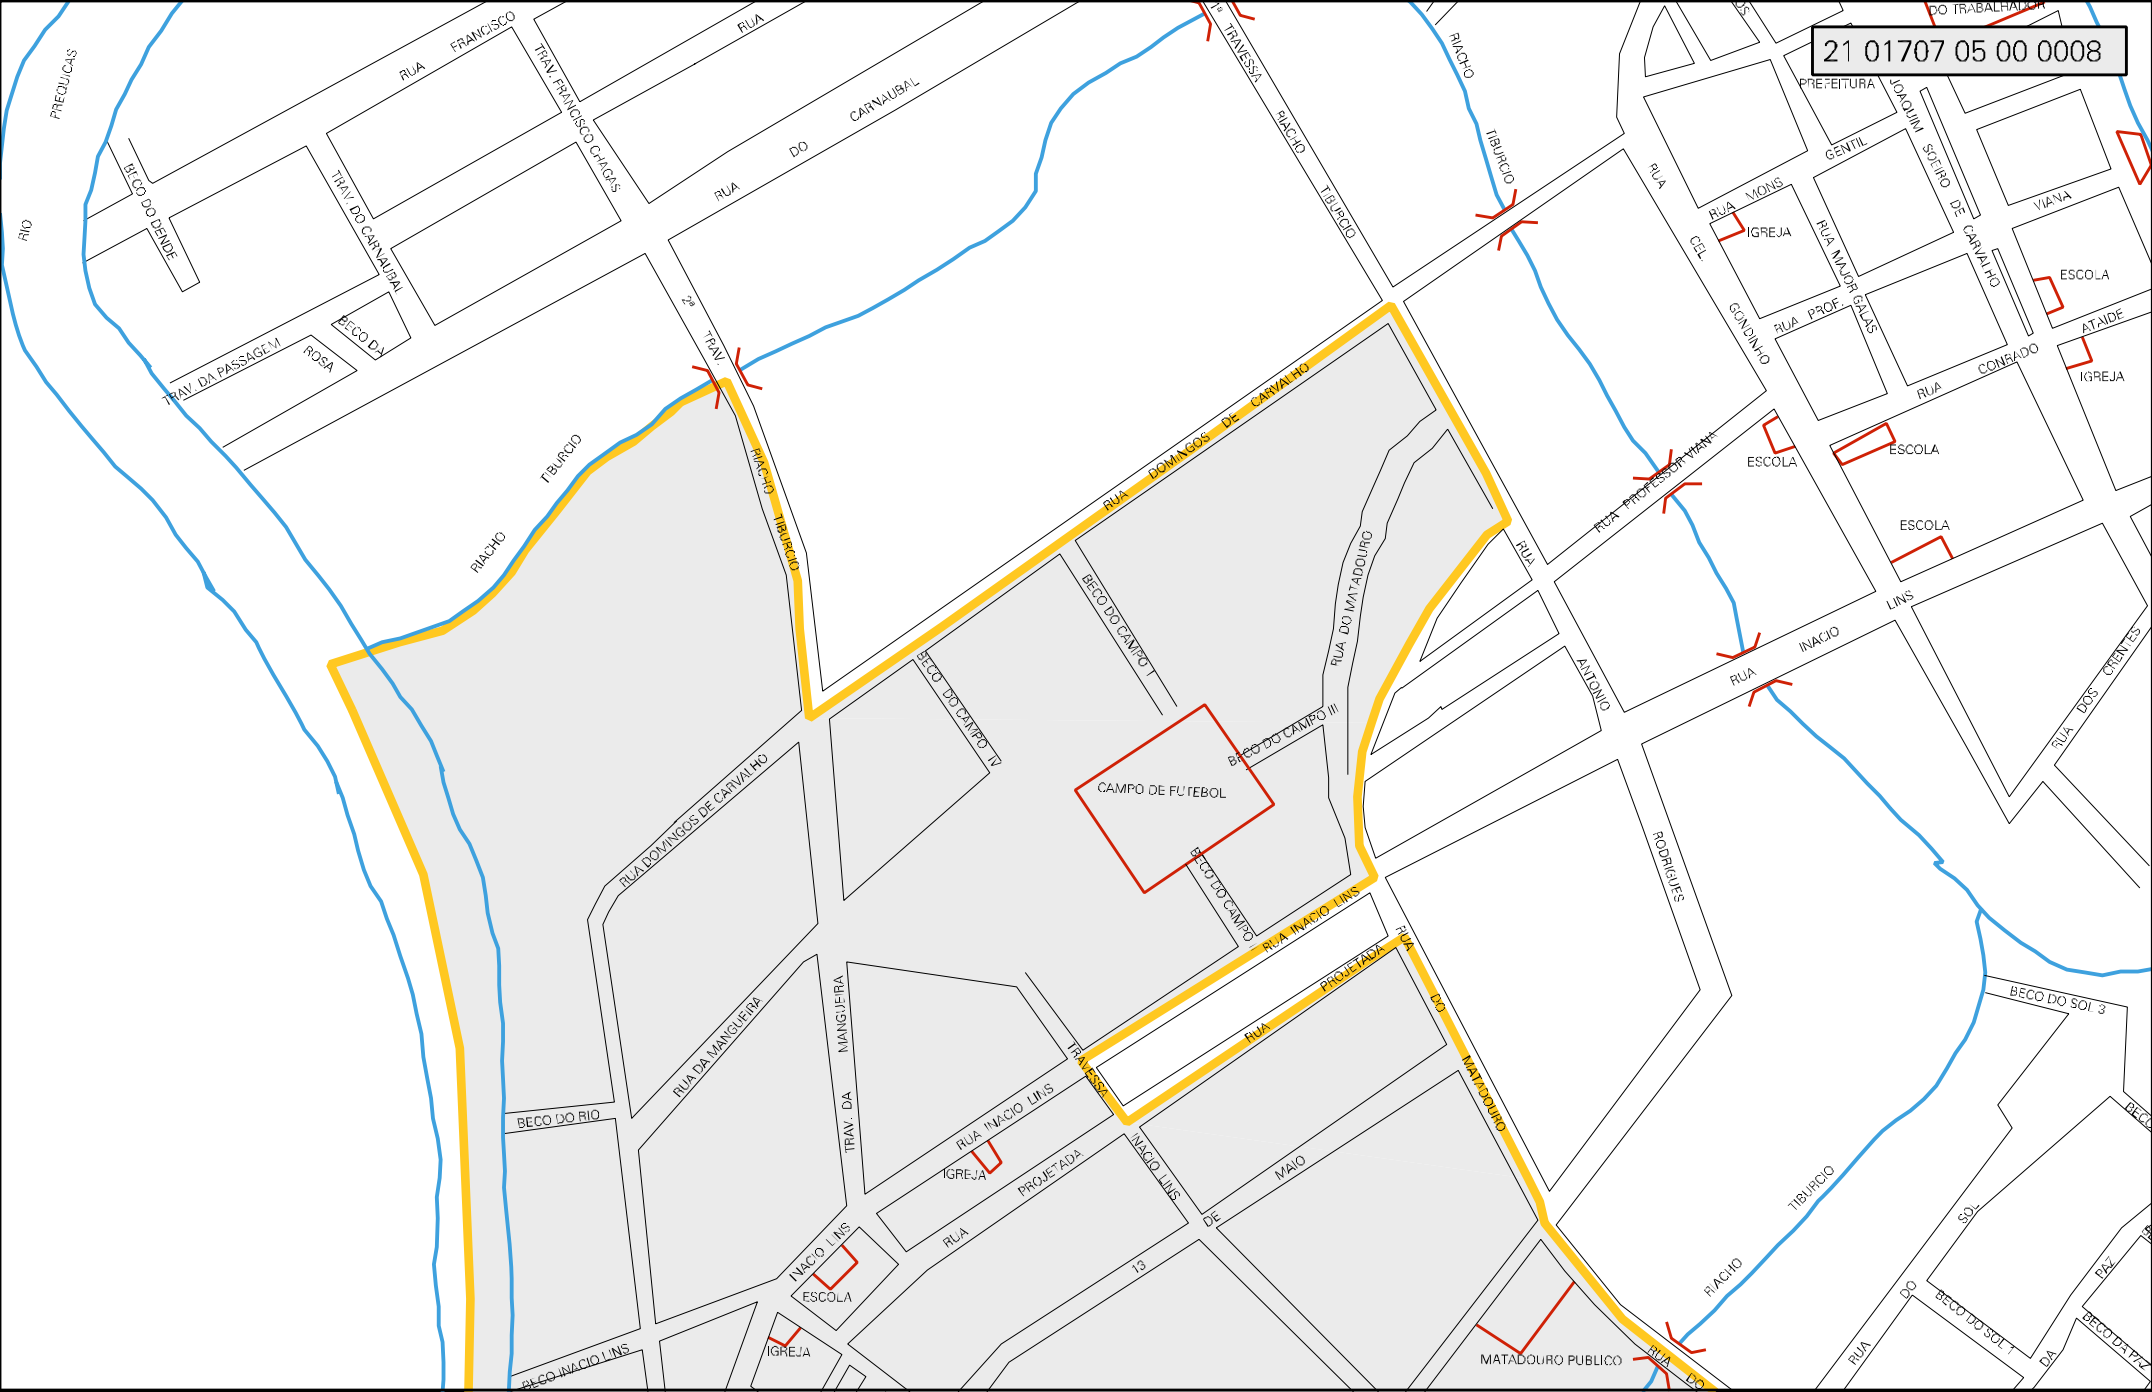 21 01707 05 00 0008
DO TRABALHADOR
PREFEITURA
PREQUICAS
RIO
RUA FRANCISCO
TRAV. FRANCISCO CHAGAS
RUA
RUA DO CARNAUBAL
1ª TRAVESSA RIACHO TIBURCIO
RIACHO TIBURCIO
BECO DO DENDE
TRAV. DO CARNAUBAL
BECO DA ROSA
TRAV. DA PASSAGEM
2ª TRAV. RIACHO TIBURCIO
RIACHO TIBURCIO
RUA CEL. GONDINHO
RUA MONS GENTIL
IGREJA
VIANA
JOAQUIM SOEIRO DE CARVALHO
RUA MAJOR GALAS
RUA PROF.
ESCOLA
ATAIDE
RUA CONRADO
IGREJA
ESCOLA
ESCOLA
ESCOLA
RUA PROFESSOR VIANA
RUA DOMINGOS DE CARVALHO
RUA ANTONIO RODRIGUES
RUA INACIO LINS
RUA DOS CRENTES
RUA DO MATADOURO
BECO DO CAMPO I
BECO DO CAMPO IV
BECO DO CAMPO III
CAMPO DE FUTEBOL
BECO DO CAMPO
RUA DOMINGOS DE CARVALHO
RUA INACIO LINS
RUA PROJETADA
RUA DO MATADOURO
RUA DA MANGUEIRA
TRAV. DA MANGUEIRA
BECO DO RIO
TRAVESSA INACIO LINS
RUA INACIO LINS
IGREJA
RUA PROJETADA
13 DE MAIO
INACIO LINS
ESCOLA
IGREJA
BECO INACIO LINS
MATADOURO PUBLICO
RUA DO
RIACHO TIBURCIO
BECO DO SOL 3
BECO
RUA DO SOL
BECO DO SOL 1
DA PAZ
BECO DA PAZ